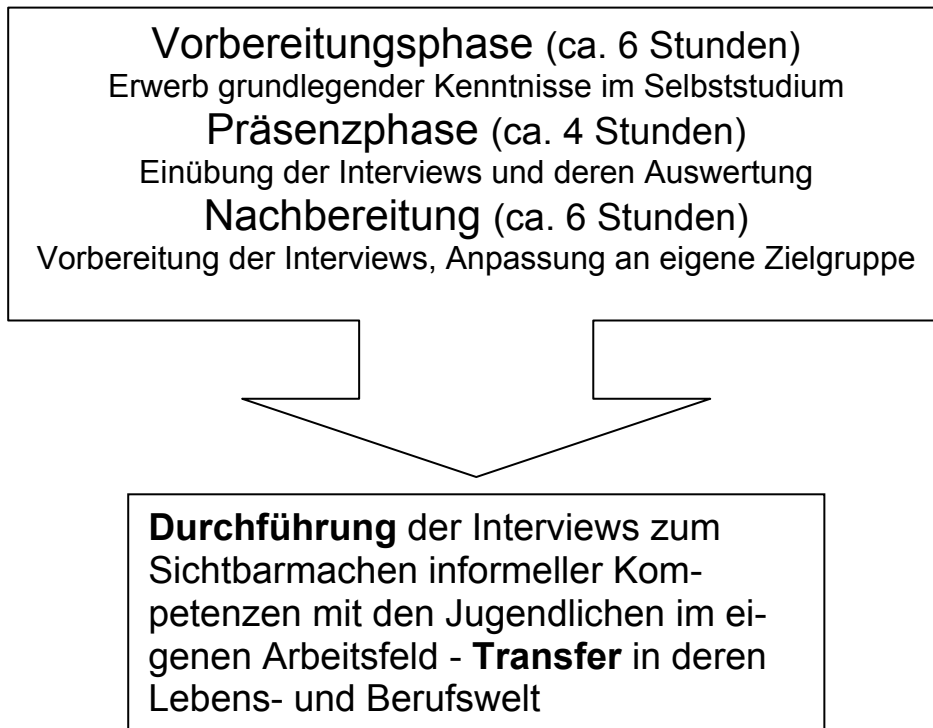 Vorbereitungsphase (ca. 6 Stunden)
Erwerb grundlegender Kenntnisse im Selbststudium
Präsenzphase (ca. 4 Stunden)
Einübung der Interviews und deren Auswertung
Nachbereitung (ca. 6 Stunden)
Vorbereitung der Interviews, Anpassung an eigene Zielgruppe
Durchführung der Interviews zum
Sichtbarmachen informeller Kom-
petenzen mit den Jugendlichen im ei-
genen Arbeitsfeld - Transfer in deren
Lebens- und Berufswelt